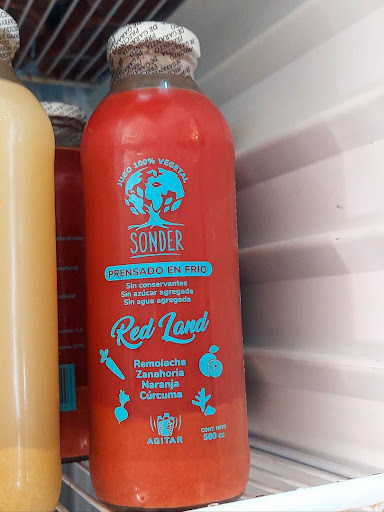 JUGO 100% VEGETAL
SONDER
PRENSADO EN FRIO
Sin conservantes
Sin azúcar agregada
Sin agua agregada
Red Land
Remolacha
Zanahoria
Naranja
Cúrcuma
AGITAR
CONT. NETO
500 cc